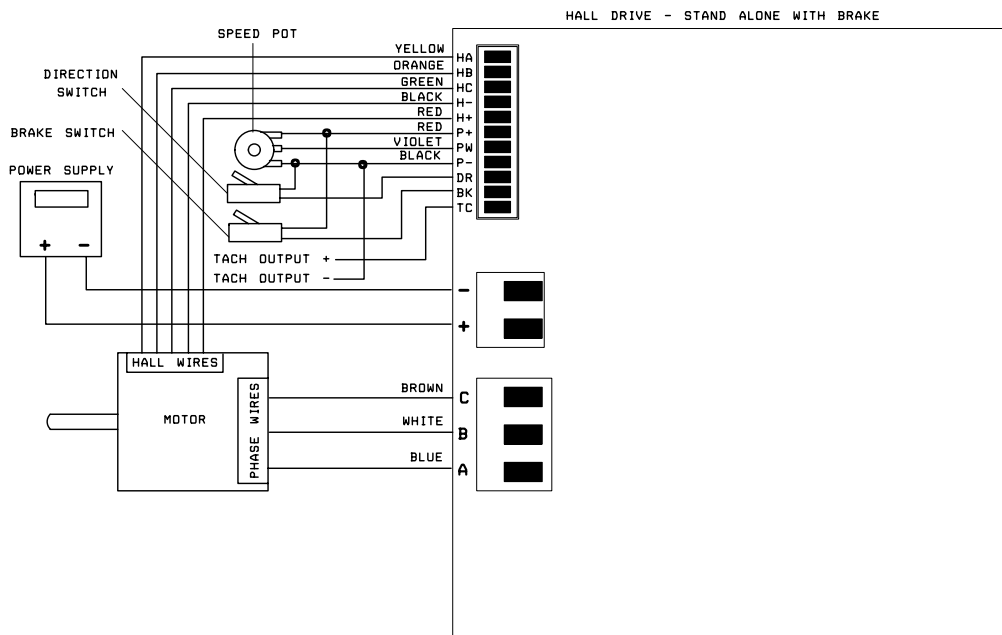 HALL DRIVE - STAND ALONE WITH BRAKE
SPEED POT
DIRECTION
SWITCH
BRAKE SWITCH
POWER SUPPLY
+ -
YELLOW HA
ORANGE HB
GREEN HC
BLACK H-
RED H+
RED P+
VIOLET PW
BLACK P-
DR
BK
TC
TACH OUTPUT +
TACH OUTPUT -
-
+
HALL WIRES
MOTOR
PHASE WIRES
BROWN C
WHITE B
BLUE A